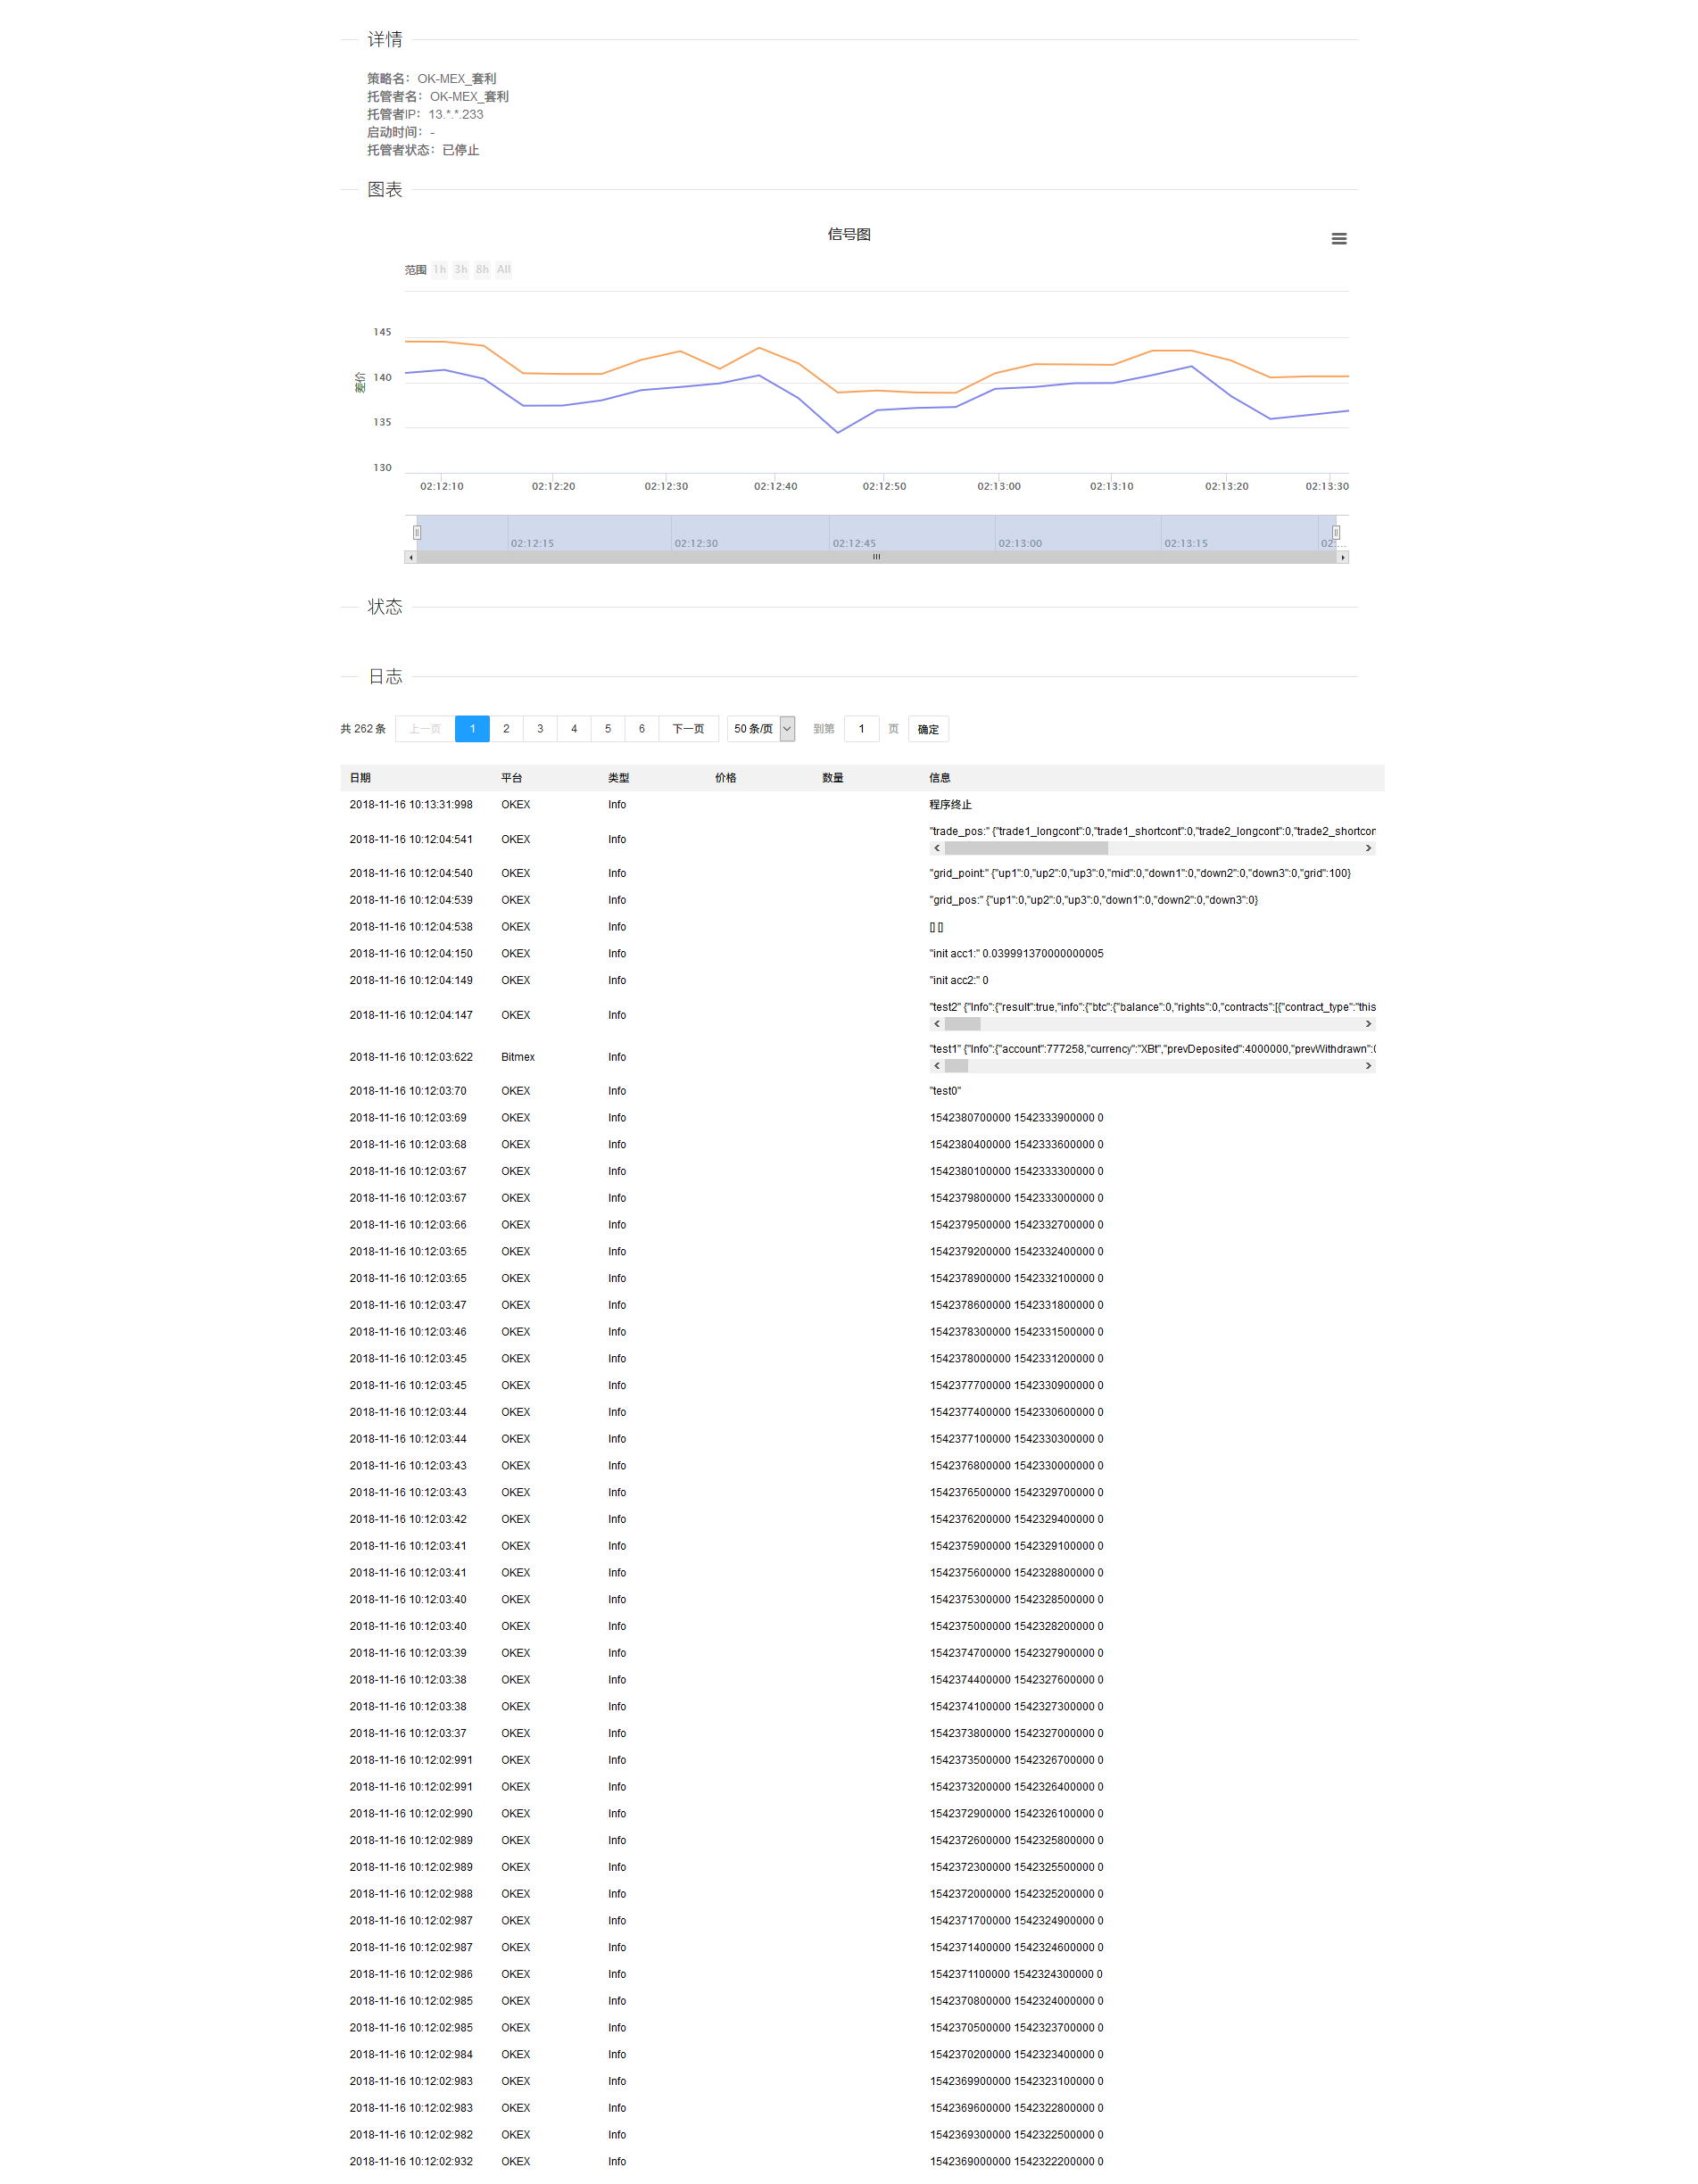 详情
策略名：OK-MEX_套利
托管者名：OK-MEX_套利
托管者IP：13.*.*.233
启动时间：-
托管者状态：已停止
图表
信号图
范围 1h 3h 8h All
145
140
135
130
差价
02:12:10 02:12:20 02:12:30 02:12:40 02:12:50 02:13:00 02:13:10 02:13:20 02:13:30
02:12:15 02:12:30 02:12:45 02:13:00 02:13:15 02:...
状态
日志
共 262 条 上一页 1 2 3 4 5 6 下一页 50 条/页 到第 1 页 确定
日期 平台 类型 价格 数量 信息
2018-11-16 10:13:31:998 OKEX Info 程序终止
2018-11-16 10:12:04:541 OKEX Info "trade_pos:" {"trade1_longcont":0,"trade1_shortcont":0,"trade2_longcont":0,"trade2_shortcon
2018-11-16 10:12:04:540 OKEX Info "grid_point:" {"up1":0,"up2":0,"up3":0,"mid":0,"down1":0,"down2":0,"down3":0,"grid":100}
2018-11-16 10:12:04:539 OKEX Info "grid_pos:" {"up1":0,"up2":0,"up3":0,"down1":0,"down2":0,"down3":0}
2018-11-16 10:12:04:538 OKEX Info [] []
2018-11-16 10:12:04:150 OKEX Info "init acc1:" 0.039991370000000005
2018-11-16 10:12:04:149 OKEX Info "init acc2:" 0
2018-11-16 10:12:04:147 OKEX Info "test2" {"Info":{"result":true,"info":{"btc":{"balance":0,"rights":0,"contracts":[{"contract_type":"this
2018-11-16 10:12:03:622 Bitmex Info "test1" {"Info":{"account":777258,"currency":"XBt","prevDeposited":4000000,"prevWithdrawn":0
2018-11-16 10:12:03:70 OKEX Info "test0"
2018-11-16 10:12:03:69 OKEX Info 1542380700000 1542333900000 0
2018-11-16 10:12:03:68 OKEX Info 1542380400000 1542333600000 0
2018-11-16 10:12:03:67 OKEX Info 1542380100000 1542333300000 0
2018-11-16 10:12:03:67 OKEX Info 1542379800000 1542333000000 0
2018-11-16 10:12:03:66 OKEX Info 1542379500000 1542332700000 0
2018-11-16 10:12:03:65 OKEX Info 1542379200000 1542332400000 0
2018-11-16 10:12:03:65 OKEX Info 1542378900000 1542332100000 0
2018-11-16 10:12:03:47 OKEX Info 1542378600000 1542331800000 0
2018-11-16 10:12:03:46 OKEX Info 1542378300000 1542331500000 0
2018-11-16 10:12:03:45 OKEX Info 1542378000000 1542331200000 0
2018-11-16 10:12:03:45 OKEX Info 1542377700000 1542330900000 0
2018-11-16 10:12:03:44 OKEX Info 1542377400000 1542330600000 0
2018-11-16 10:12:03:44 OKEX Info 1542377100000 1542330300000 0
2018-11-16 10:12:03:43 OKEX Info 1542376800000 1542330000000 0
2018-11-16 10:12:03:43 OKEX Info 1542376500000 1542329700000 0
2018-11-16 10:12:03:42 OKEX Info 1542376200000 1542329400000 0
2018-11-16 10:12:03:41 OKEX Info 1542375900000 1542329100000 0
2018-11-16 10:12:03:41 OKEX Info 1542375600000 1542328800000 0
2018-11-16 10:12:03:40 OKEX Info 1542375300000 1542328500000 0
2018-11-16 10:12:03:40 OKEX Info 1542375000000 1542328200000 0
2018-11-16 10:12:03:39 OKEX Info 1542374700000 1542327900000 0
2018-11-16 10:12:03:38 OKEX Info 1542374400000 1542327600000 0
2018-11-16 10:12:03:38 OKEX Info 1542374100000 1542327300000 0
2018-11-16 10:12:03:37 OKEX Info 1542373800000 1542327000000 0
2018-11-16 10:12:02:991 OKEX Info 1542373500000 1542326700000 0
2018-11-16 10:12:02:991 OKEX Info 1542373200000 1542326400000 0
2018-11-16 10:12:02:990 OKEX Info 1542372900000 1542326100000 0
2018-11-16 10:12:02:989 OKEX Info 1542372600000 1542325800000 0
2018-11-16 10:12:02:989 OKEX Info 1542372300000 1542325500000 0
2018-11-16 10:12:02:988 OKEX Info 1542372000000 1542325200000 0
2018-11-16 10:12:02:987 OKEX Info 1542371700000 1542324900000 0
2018-11-16 10:12:02:987 OKEX Info 1542371400000 1542324600000 0
2018-11-16 10:12:02:986 OKEX Info 1542371100000 1542324300000 0
2018-11-16 10:12:02:985 OKEX Info 1542370800000 1542324000000 0
2018-11-16 10:12:02:985 OKEX Info 1542370500000 1542323700000 0
2018-11-16 10:12:02:984 OKEX Info 1542370200000 1542323400000 0
2018-11-16 10:12:02:983 OKEX Info 1542369900000 1542323100000 0
2018-11-16 10:12:02:983 OKEX Info 1542369600000 1542322800000 0
2018-11-16 10:12:02:982 OKEX Info 1542369300000 1542322500000 0
2018-11-16 10:12:02:932 OKEX Info 1542369000000 1542322200000 0